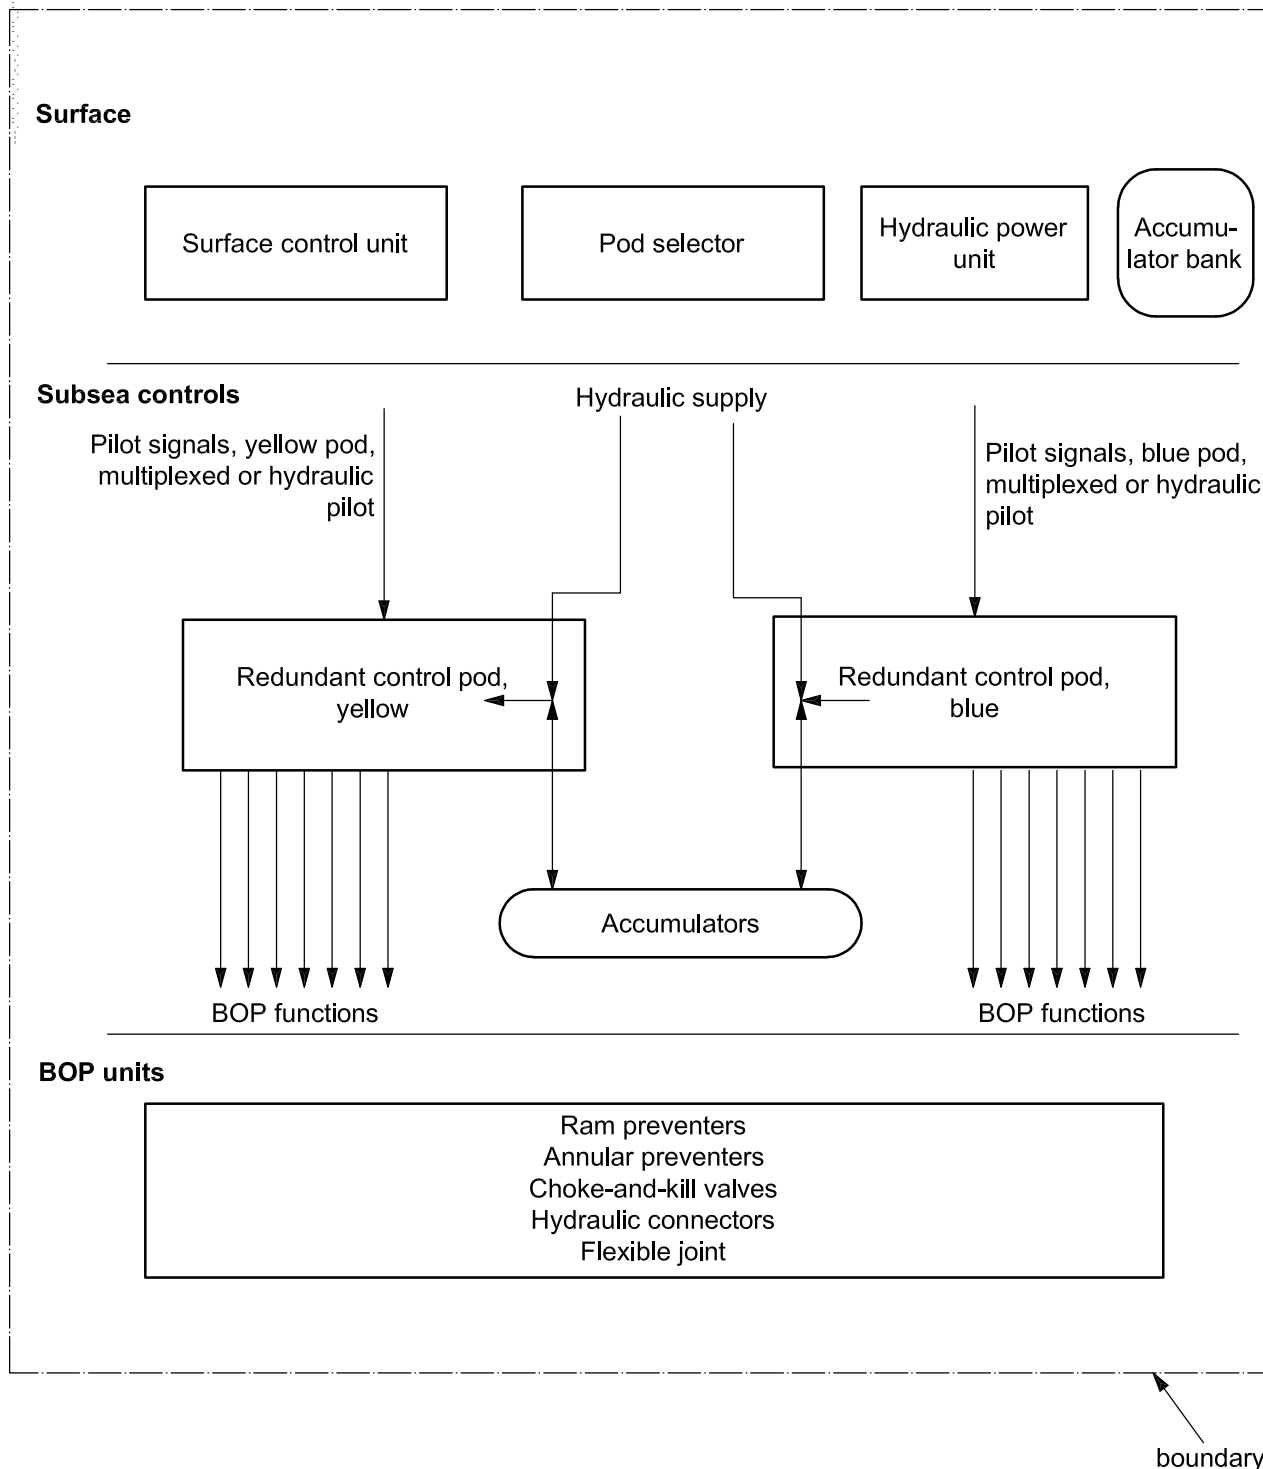 Surface
Surface control unit
Pod selector
Hydraulic power
unit
Accumu-
lator bank
Subsea controls
Hydraulic supply
Pilot signals, yellow pod,
multiplexed or hydraulic
pilot
Pilot signals, blue pod,
multiplexed or hydraulic
pilot
Redundant control pod,
yellow
Redundant control pod,
blue
Accumulators
BOP functions
BOP functions
BOP units
Ram preventers
Annular preventers
Choke-and-kill valves
Hydraulic connectors
Flexible joint
boundary